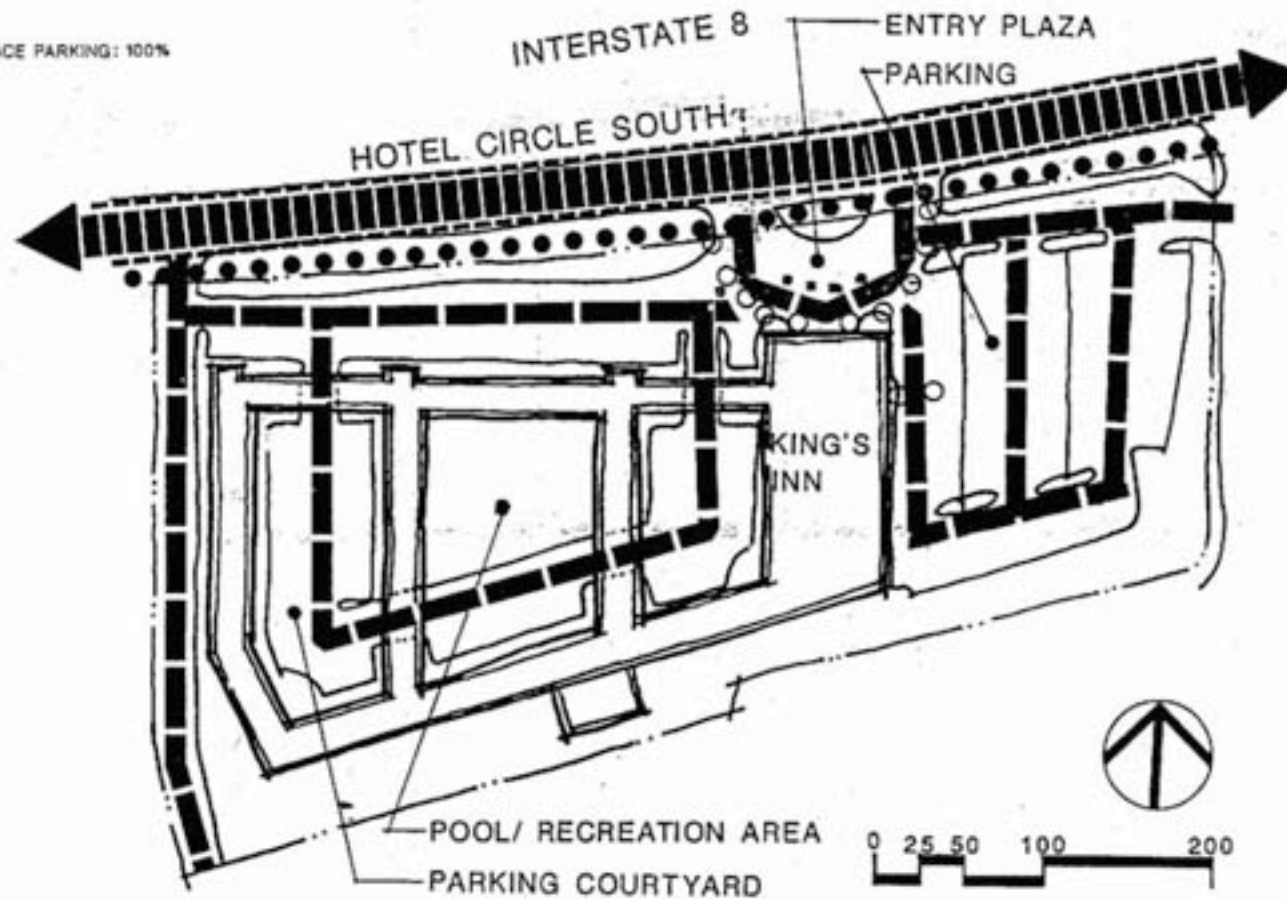 PARKING: 100%
INTERSTATE 8
ENTRY PLAZA
PARKING
HOTEL CIRCLE SOUTH
KING'S
INN
POOL/ RECREATION AREA
PARKING COURTYARD
0 25 50 100 200